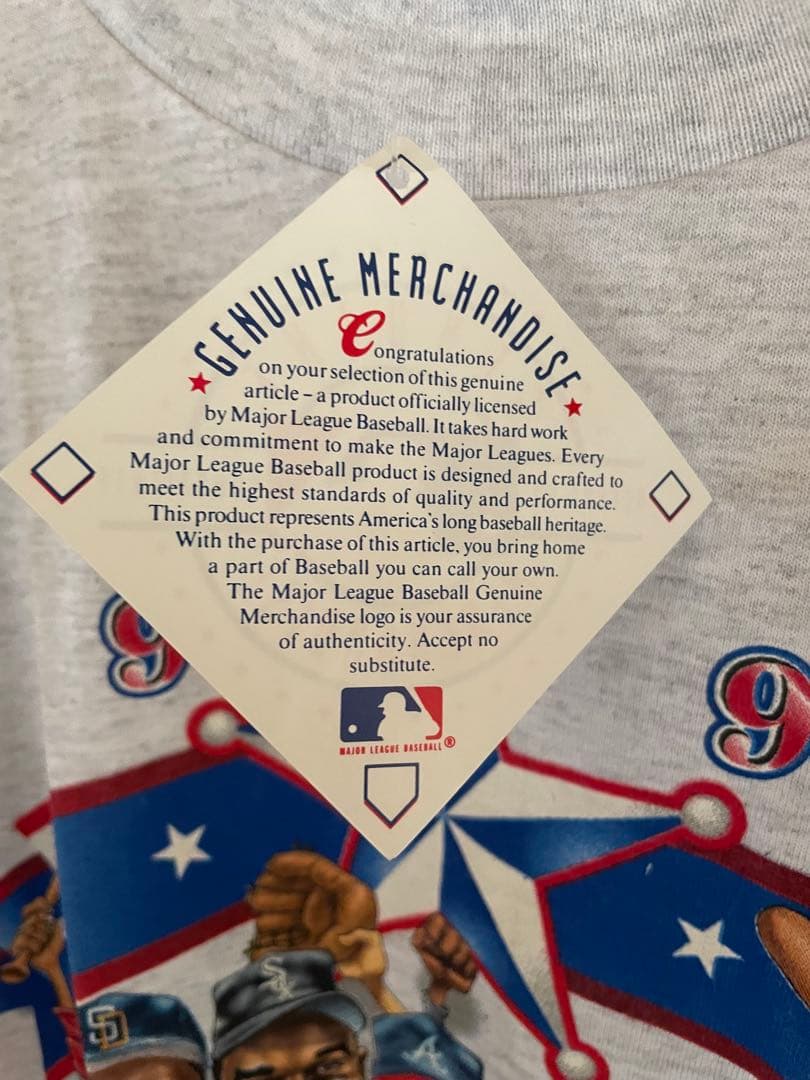 GENUINE MERCHANDISE
Congratulations
on your selection of this genuine
article – a product officially licensed
by Major League Baseball. It takes hard work
and commitment to make the Major Leagues. Every
Major League Baseball product is designed and crafted to
meet the highest standards of quality and performance.
This product represents America's long baseball heritage.
With the purchase of this article, you bring home
a part of Baseball you can call your own.
The Major League Baseball Genuine
Merchandise logo is your assurance
of authenticity. Accept no
substitute.
MAJOR LEAGUE BASEBALL®
9
9
SD
Sox
A